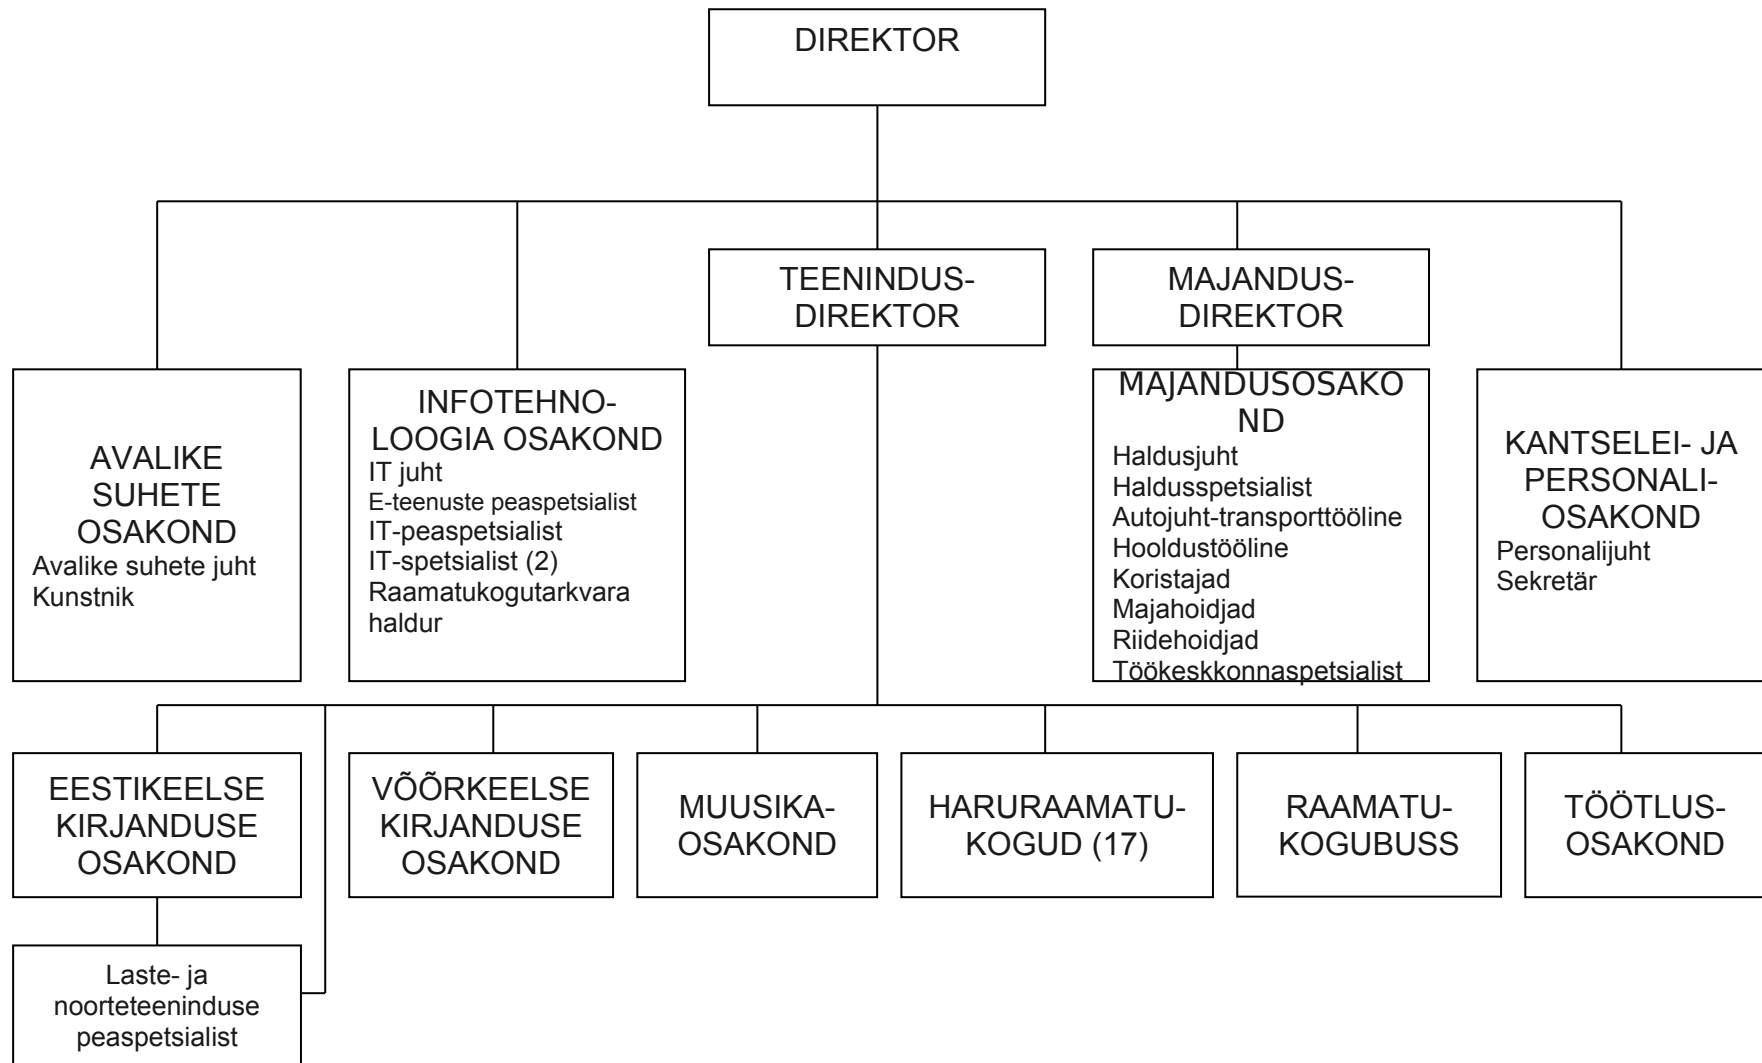 DIREKTOR
TEENINDUS-
DIREKTOR
MAJANDUS-
DIREKTOR
AVALIKE
SUHETE
OSAKOND
Avalike suhete juht
Kunstnik
INFOTEHNO-
LOOGIA OSAKOND
IT juht
E-teenuste peaspetsialist
IT-peaspetsialist
IT-spetsialist (2)
Raamatukogutarkvara
haldur
MAJANDUSOSAKO
ND
Haldusjuht
Haldusspetsialist
Autojuht-transporttööline
Hooldustööline
Koristajad
Majahoidjad
Riidehoidjad
Töökeskkonnaspetsialist
KANTSELEI- JA
PERSONALI-
OSAKOND
Personalijuht
Sekretär
EESTIKEELSE
KIRJANDUSE
OSAKOND
VÕÕRKEELSE
KIRJANDUSE
OSAKOND
MUUSIKA-
OSAKOND
HARURAAMATU-
KOGUD (17)
RAAMATU-
KOGUBUSS
TÖÖTLUS-
OSAKOND
Laste- ja
noorteteeninduse
peaspetsialist